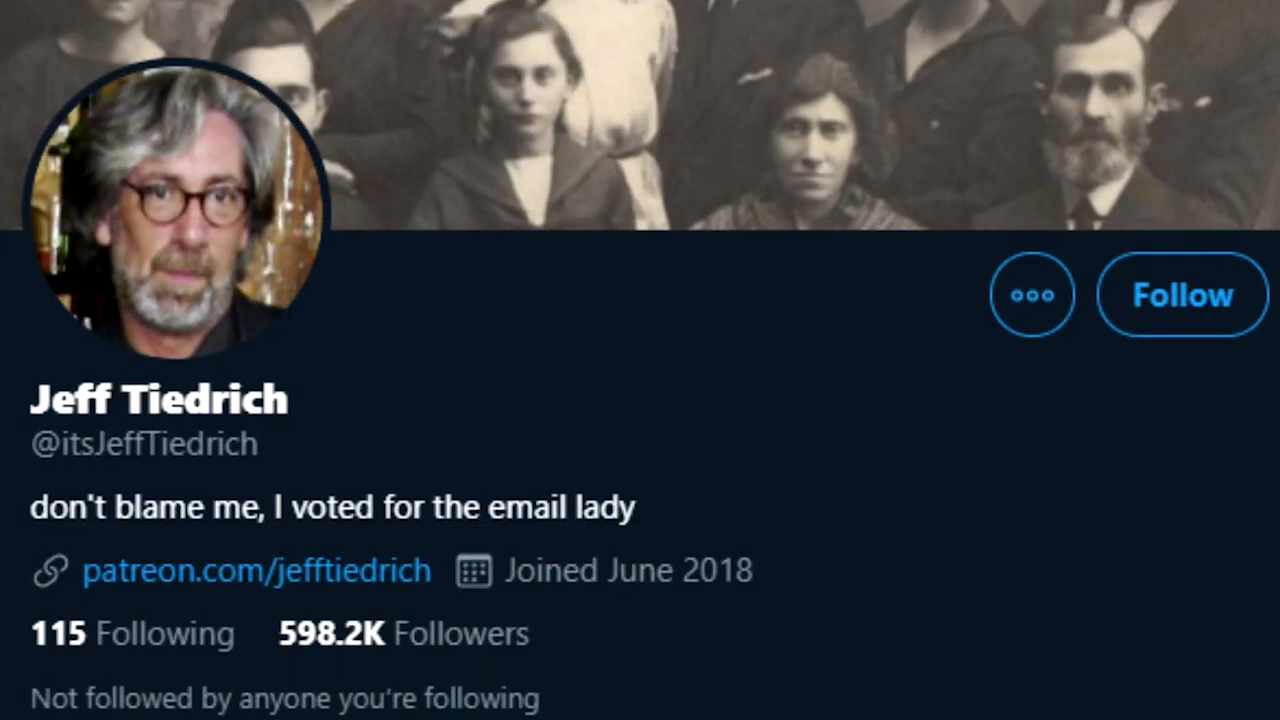 Follow
Jeff Tiedrich
@itsJeffTiedrich
don't blame me, I voted for the email lady
patreon.com/jefftiedrich Joined June 2018
115 Following 598.2K Followers
Not followed by anyone you're following